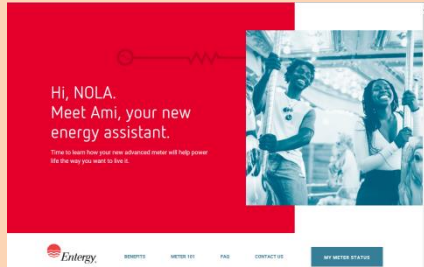 Hi, NOLA.
Meet Ami, your new
energy assistant.
Time to learn how your new advanced meter will help power
life the way you want to live it.
Entergy
BENEFITS METER 101 FAQ CONTACT US MY METER STATUS